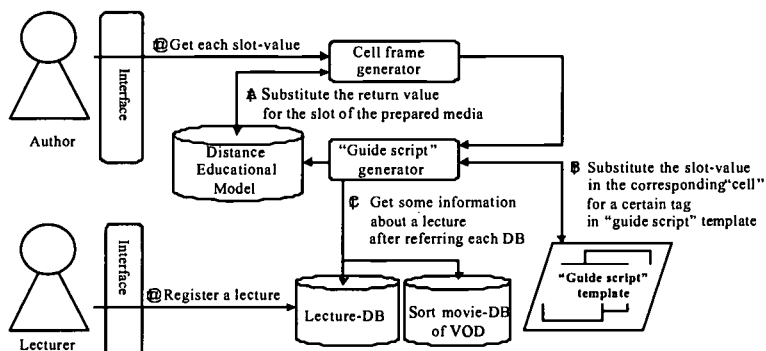 Get each slot-value
Cell frame
generator
Interface
Author
Substitute the return value
for the slot of the prepared media
Distance
Educational
Model
“Guide script”
generator
Substitute the slot-value
in the corresponding“cell”
for a certain tag
in “guide script” template
Get some information
about a lecture
after referring each DB
Interface
Register a lecture
Lecturer
Lecture-DB
Sort movie-DB
of VOD
“Guide script”
template